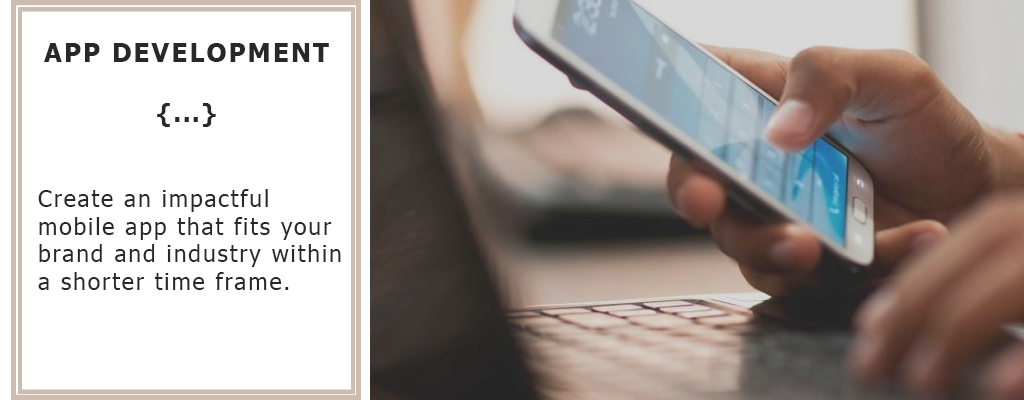 APP DEVELOPMENT
{...}
Create an impactful
mobile app that fits your
brand and industry within
a shorter time frame.